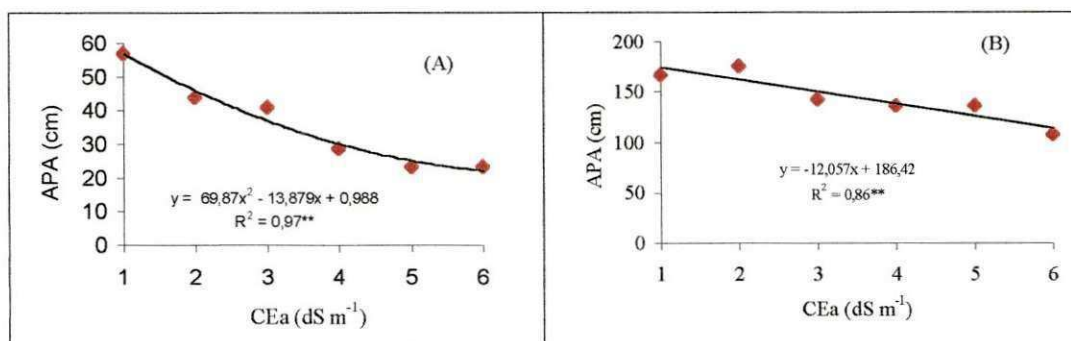 (A)
60
50
40
30
20
10
0
APA (cm)
y = 69,87x² - 13,879x + 0,988
R² = 0,97**
1 2 3 4 5 6
CEa (dS m⁻¹)
(B)
200
150
100
50
0
APA (cm)
y = -12,057x + 186,42
R² = 0,86**
1 2 3 4 5 6
CEa (dS m⁻¹)